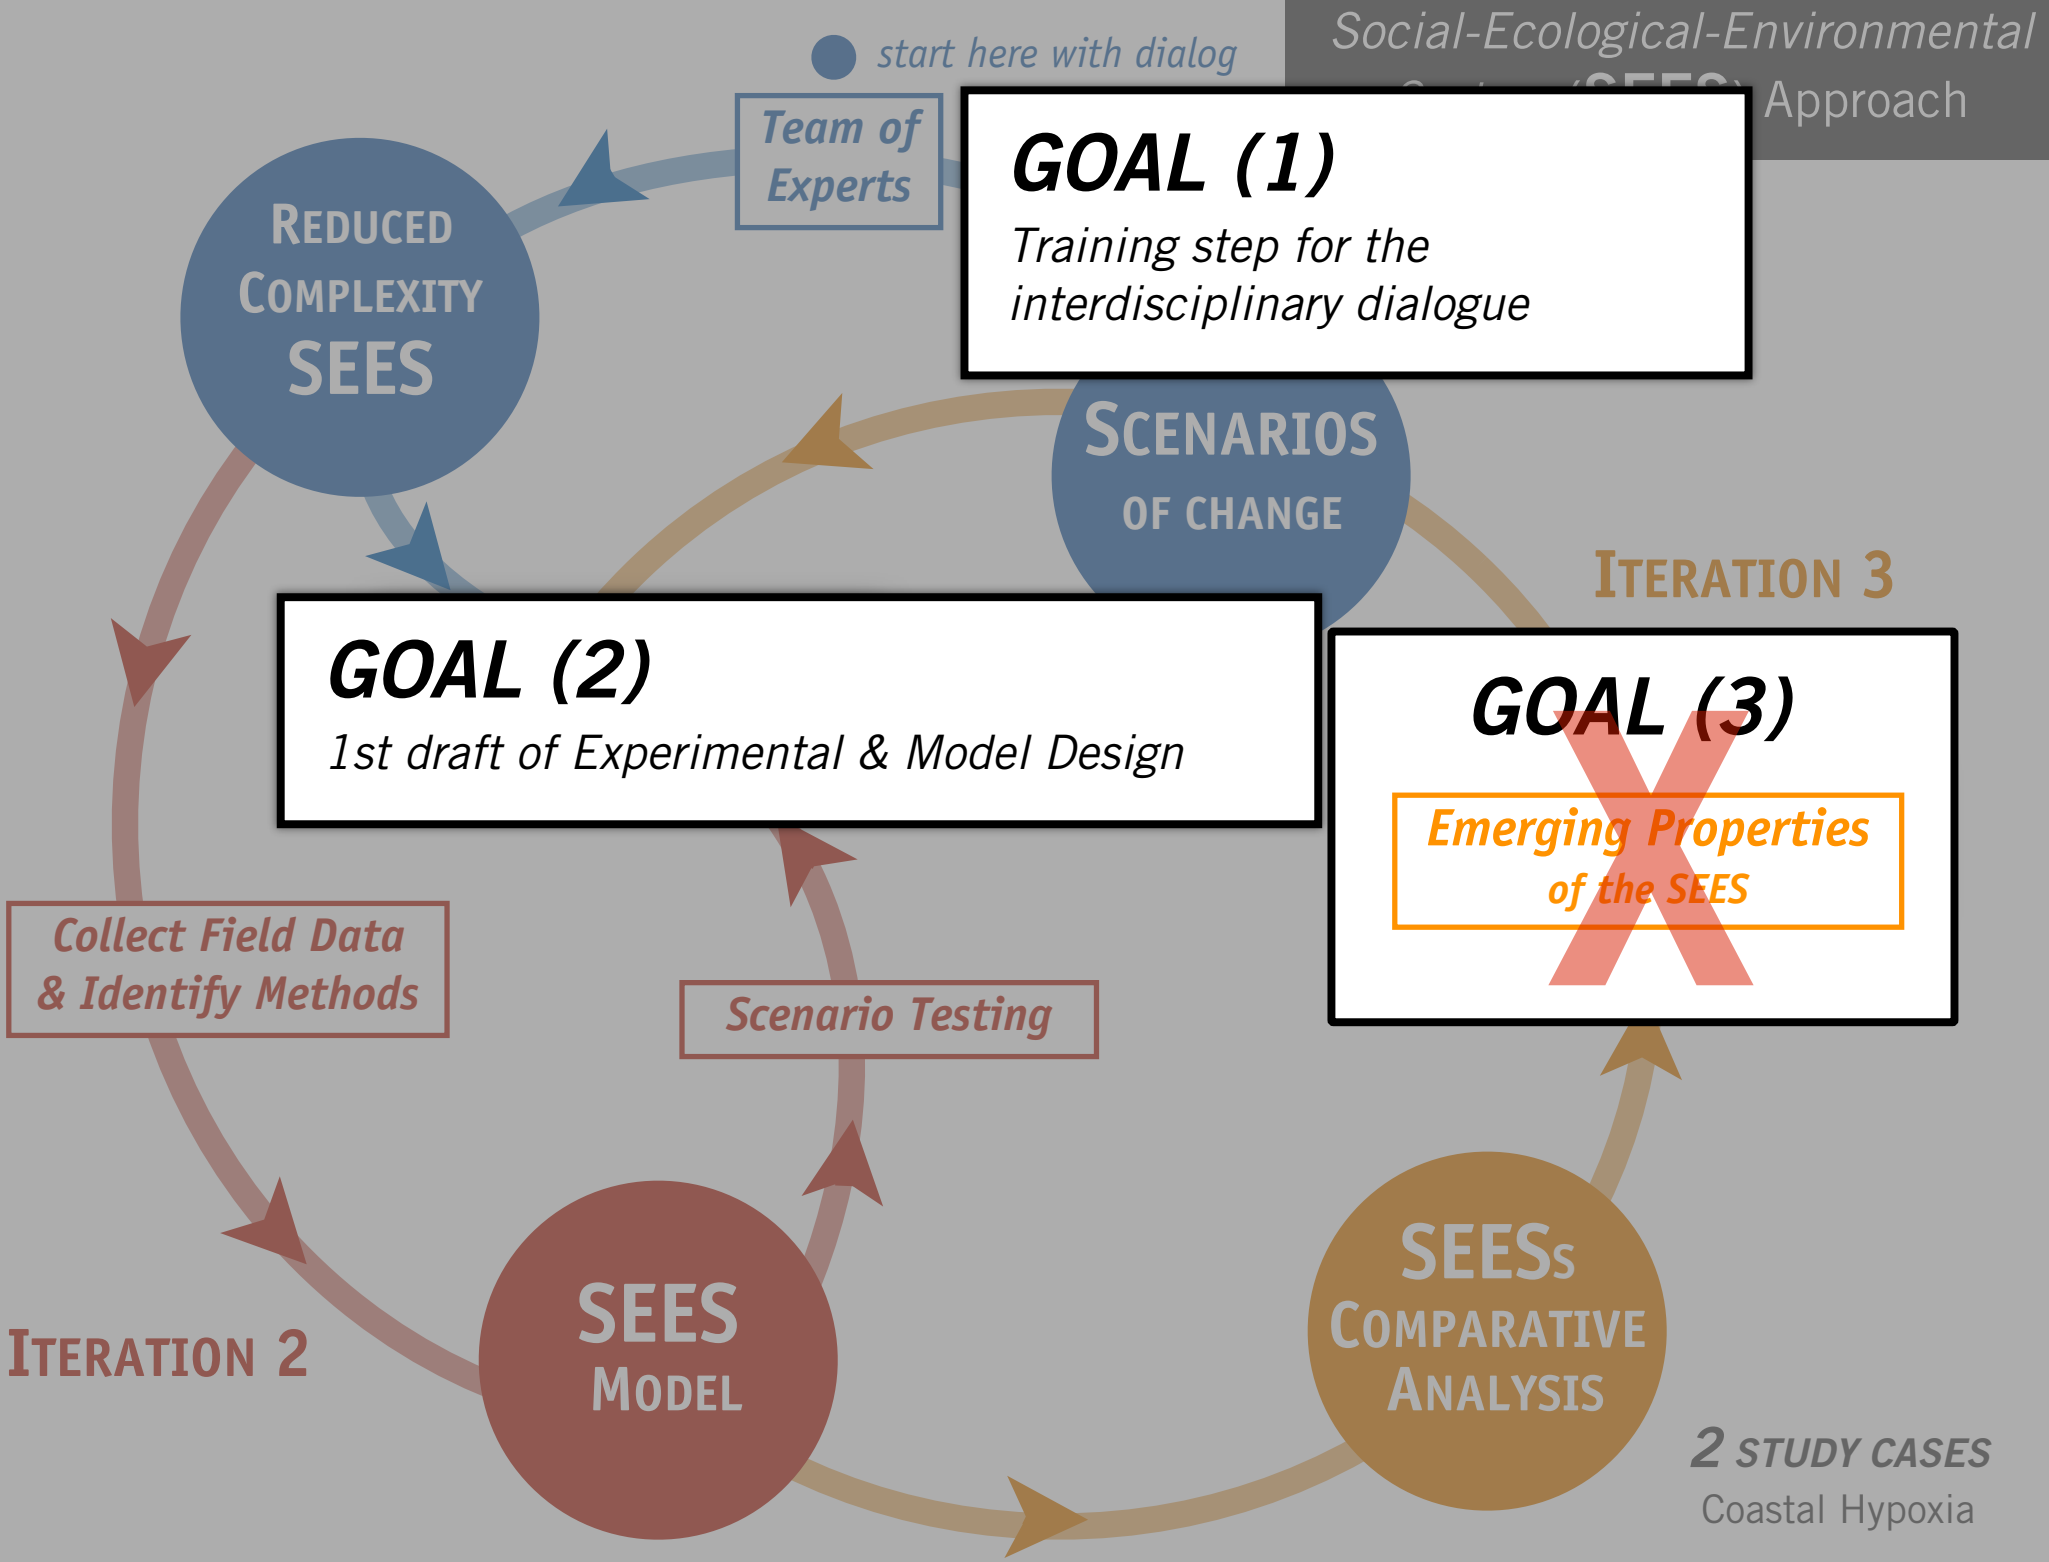 Social-Ecological-Environmental
(SEES) Approach
start here with dialog
Team of
Experts
GOAL (1)
Training step for the
interdisciplinary dialogue
REDUCED
COMPLEXITY
SEES
SCENARIOS
OF CHANGE
ITERATION 3
GOAL (2)
1st draft of Experimental & Model Design
GOAL (3)
X
Emerging Properties
of the SEES
Collect Field Data
& Identify Methods
Scenario Testing
ITERATION 2
SEES
MODEL
SEESS
COMPARATIVE
ANALYSIS
2 STUDY CASES
Coastal Hypoxia